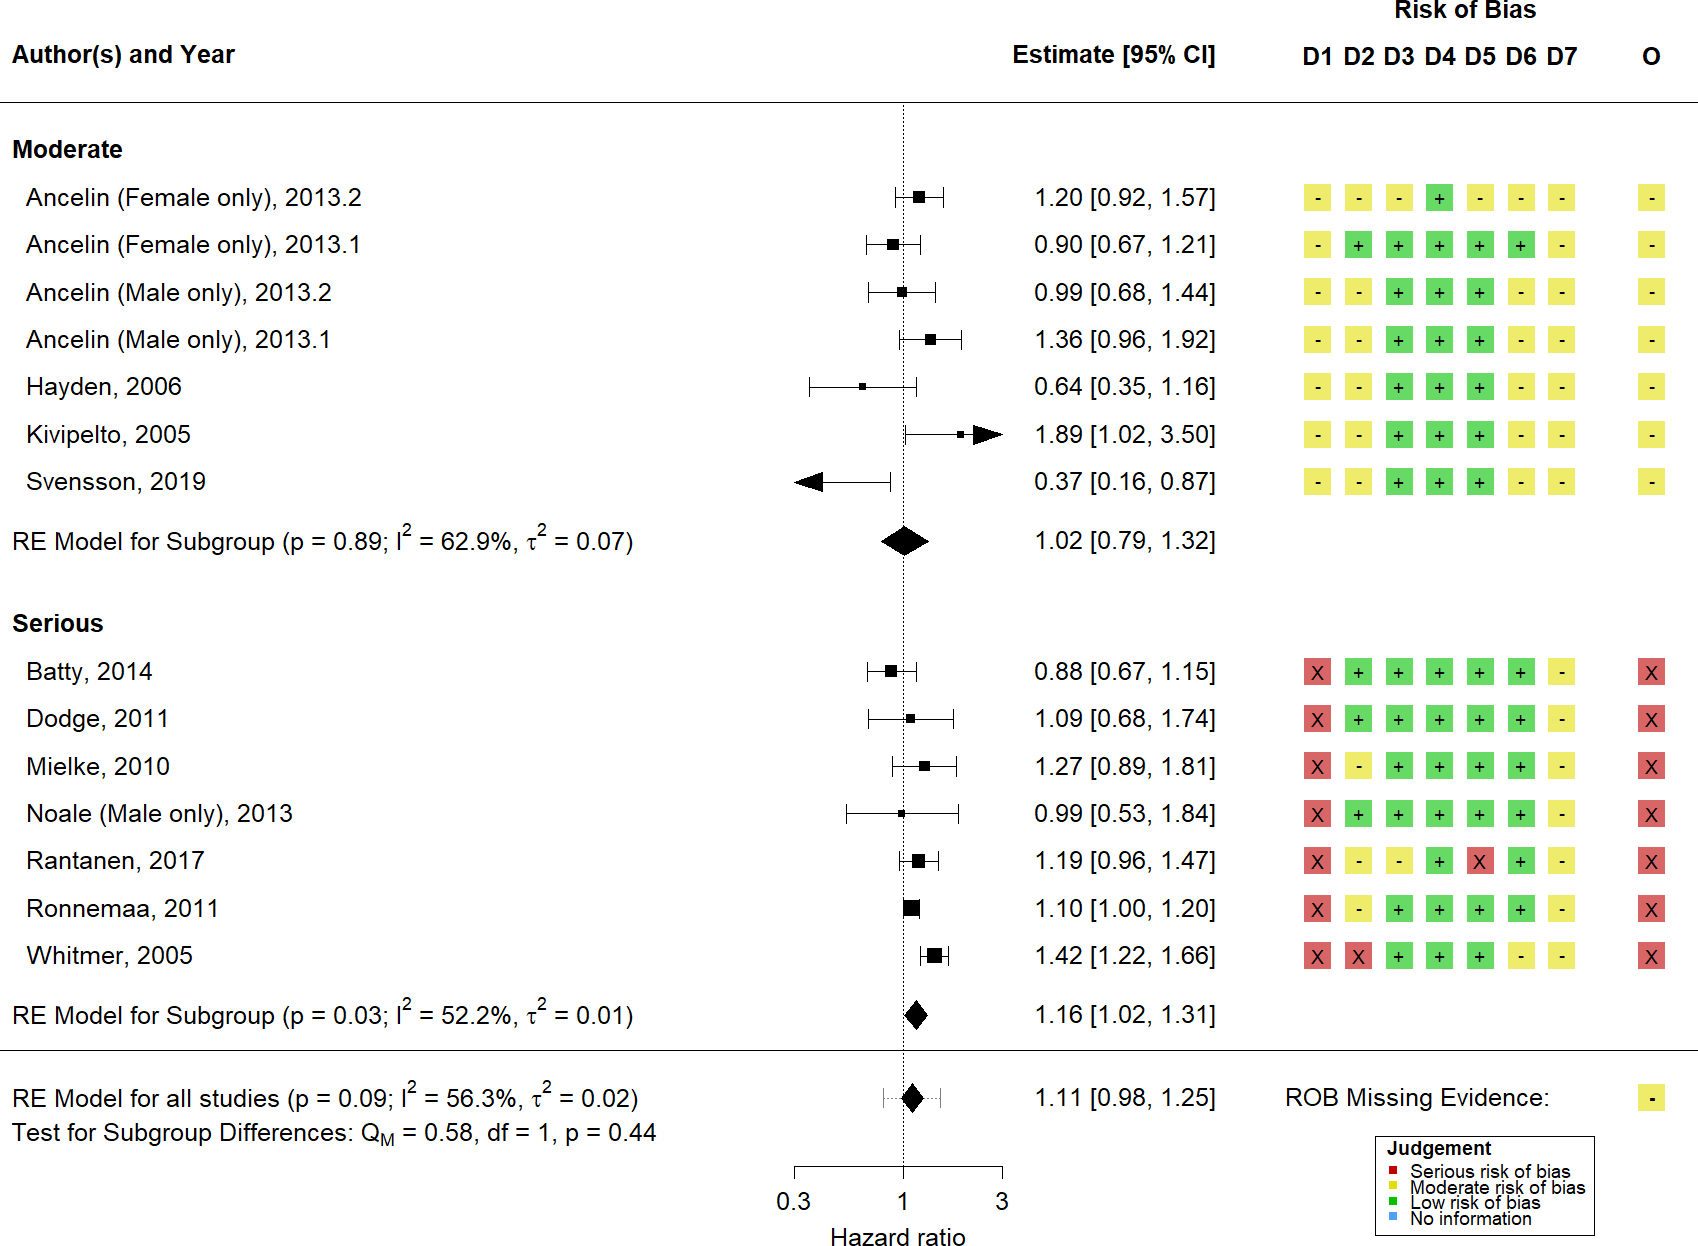 Risk of Bias
Author(s) and Year Estimate [95% CI] D1 D2 D3 D4 D5 D6 D7 O
Moderate
Ancelin (Female only), 2013.2 1.20 [0.92, 1.57] - - - + - - - -
Ancelin (Female only), 2013.1 0.90 [0.67, 1.21] - + + + + + - -
Ancelin (Male only), 2013.2 0.99 [0.68, 1.44] - - + + + - - -
Ancelin (Male only), 2013.1 1.36 [0.96, 1.92] - - + + + - - -
Hayden, 2006 0.64 [0.35, 1.16] - - + + + - - -
Kivipelto, 2005 1.89 [1.02, 3.50] - - + + + - - -
Svensson, 2019 0.37 [0.16, 0.87] - - + + + - - -
RE Model for Subgroup (p = 0.89; I² = 62.9%, τ² = 0.07) 1.02 [0.79, 1.32]
Serious
Batty, 2014 0.88 [0.67, 1.15] X + + + + + - X
Dodge, 2011 1.09 [0.68, 1.74] X + + + + + - X
Mielke, 2010 1.27 [0.89, 1.81] X - + + + + - X
Noale (Male only), 2013 0.99 [0.53, 1.84] X + + + + + - X
Rantanen, 2017 1.19 [0.96, 1.47] X - - + X + - X
Ronnemaa, 2011 1.10 [1.00, 1.20] X - + + + + - X
Whitmer, 2005 1.42 [1.22, 1.66] X X + + + - - X
RE Model for Subgroup (p = 0.03; I² = 52.2%, τ² = 0.01) 1.16 [1.02, 1.31]
RE Model for all studies (p = 0.09; I² = 56.3%, τ² = 0.02) 1.11 [0.98, 1.25] ROB Missing Evidence: -
Test for Subgroup Differences: Q_M = 0.58, df = 1, p = 0.44
0.3 1 3
Hazard ratio
Judgement
Serious risk of bias
Moderate risk of bias
Low risk of bias
No information